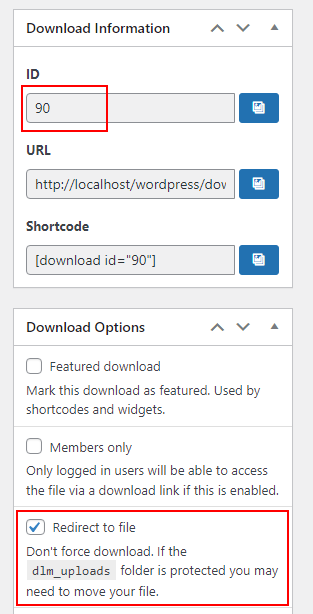 Download Information
ID
90
URL
http://localhost/wordpress/dov
Shortcode
[download id="90"]
Download Options
Featured download
Mark this download as featured. Used by
shortcodes and widgets.
Members only
Only logged in users will be able to access
the file via a download link if this is enabled.
Redirect to file
Don't force download. If the
dlm_uploads folder is protected you may
need to move your file.